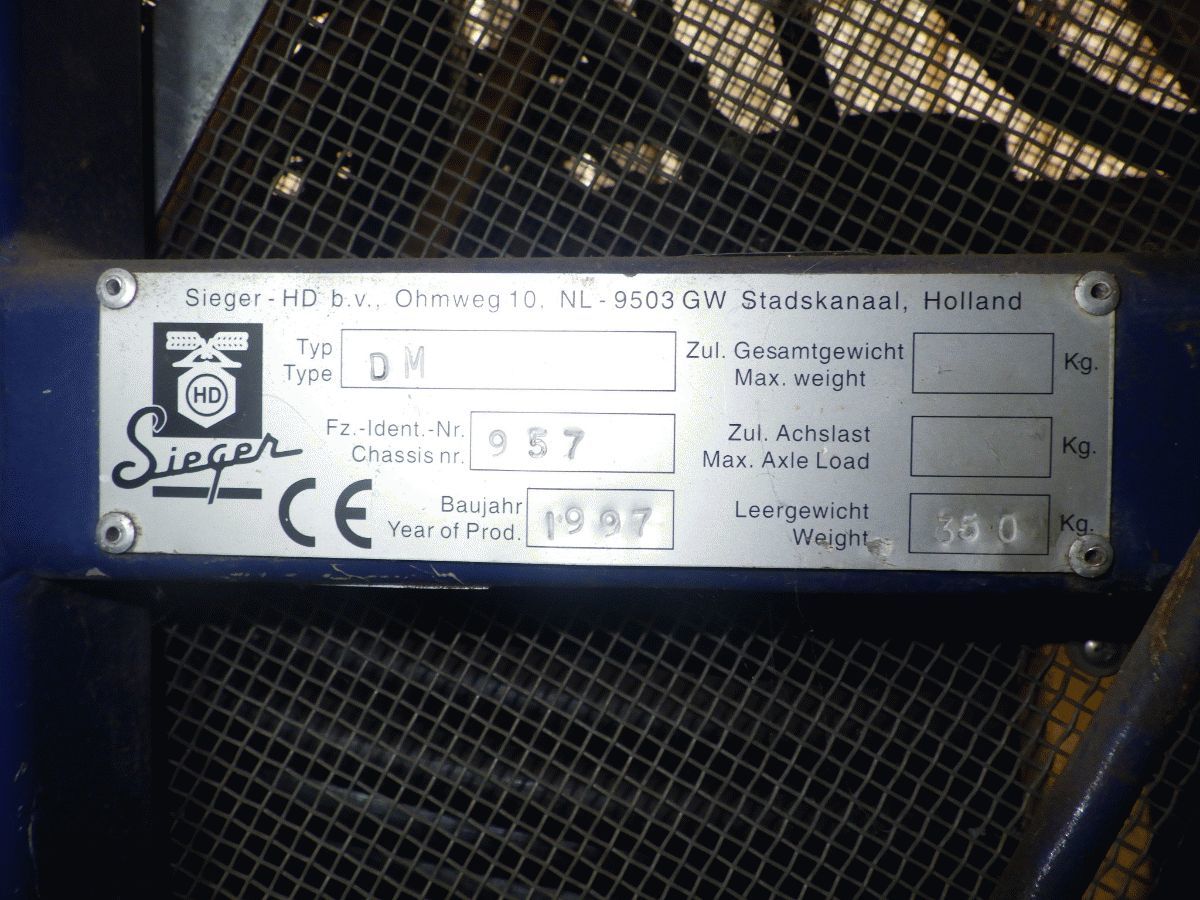 Sieger - HD b.v., Ohmweg 10. NL - 9503 GW Stadskanaal, Holland
HD
Sieger
CE
Typ
Type
DM
Fz.-Ident.-Nr.
Chassis nr.
957
Baujahr
Year of Prod.
1997
Zul. Gesamtgewicht
Max. weight
Kg.
Zul. Achslast
Max. Axle Load
Kg.
Leergewicht
Weight
350
Kg.